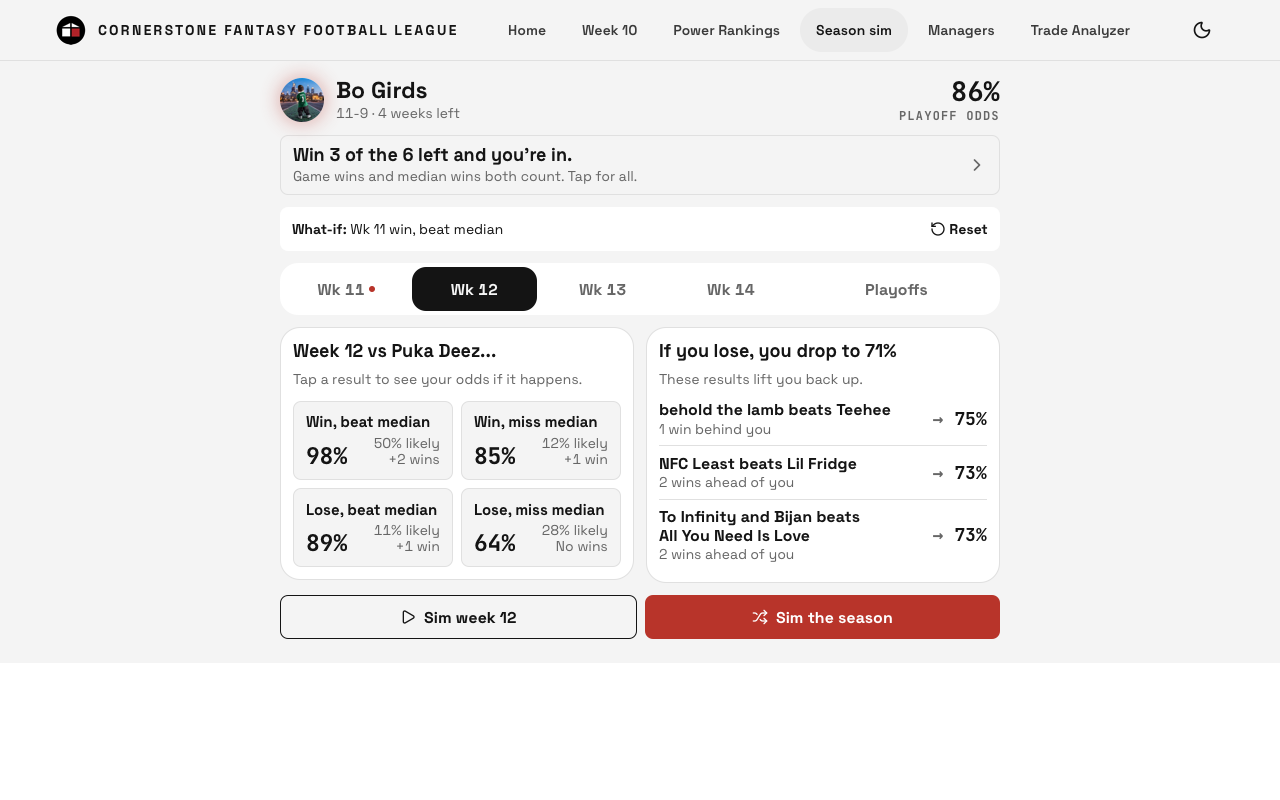 CORNERSTONE FANTASY FOOTBALL LEAGUE
Home
Week 10
Power Rankings
Season sim
Managers
Trade Analyzer
Bo Girds
11-9 · 4 weeks left
86%
PLAYOFF ODDS
Win 3 of the 6 left and you're in.
Game wins and median wins both count. Tap for all.
What-if: Wk 11 win, beat median
Reset
Wk 11
Wk 12
Wk 13
Wk 14
Playoffs
Week 12 vs Puka Deez...
Tap a result to see your odds if it happens.
Win, beat median
98%
50% likely
+2 wins
Win, miss median
85%
12% likely
+1 win
Lose, beat median
89%
11% likely
+1 win
Lose, miss median
64%
28% likely
No wins
If you lose, you drop to 71%
These results lift you back up.
behold the lamb beats Teehee
1 win behind you
→ 75%
NFC Least beats Lil Fridge
2 wins ahead of you
→ 73%
To Infinity and Bijan beats
All You Need Is Love
2 wins ahead of you
→ 73%
Sim week 12
Sim the season